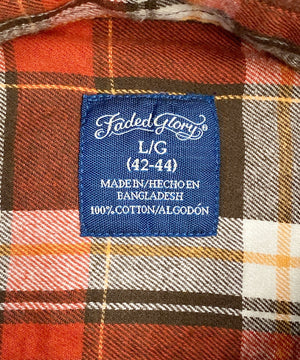 Faded Glory®
L/G
(42-44)
MADE IN/HECHO EN
BANGLADESH
100% COTTON/ALGODÓN